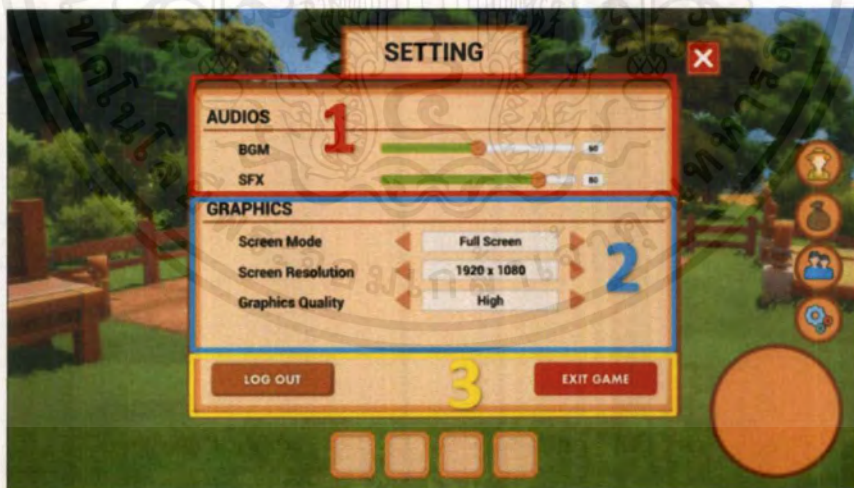 SETTING
X
AUDIOS
1
BGM
SFX 80
GRAPHICS
Screen Mode Full Screen
Screen Resolution 1920 x 1080
2
Graphics Quality High
LOG OUT
3
EXIT GAME